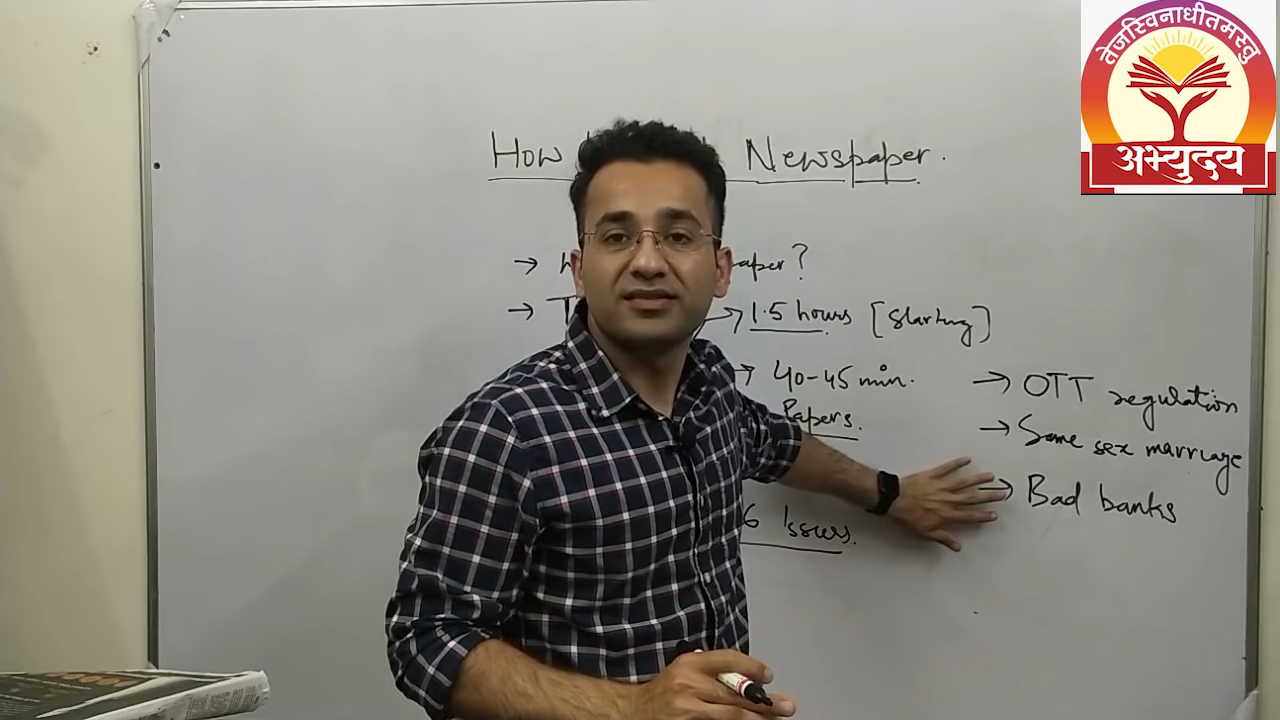 तेजस्विनाधीतमस्तु
अभ्युदय
How Newspaper.
→ paper?
→ T
→ 1.5 hours [starting]
→ 40-45 min.
Papers.
6 Issues.
→ OTT regulation
→ Same sex marriage
→ Bad banks